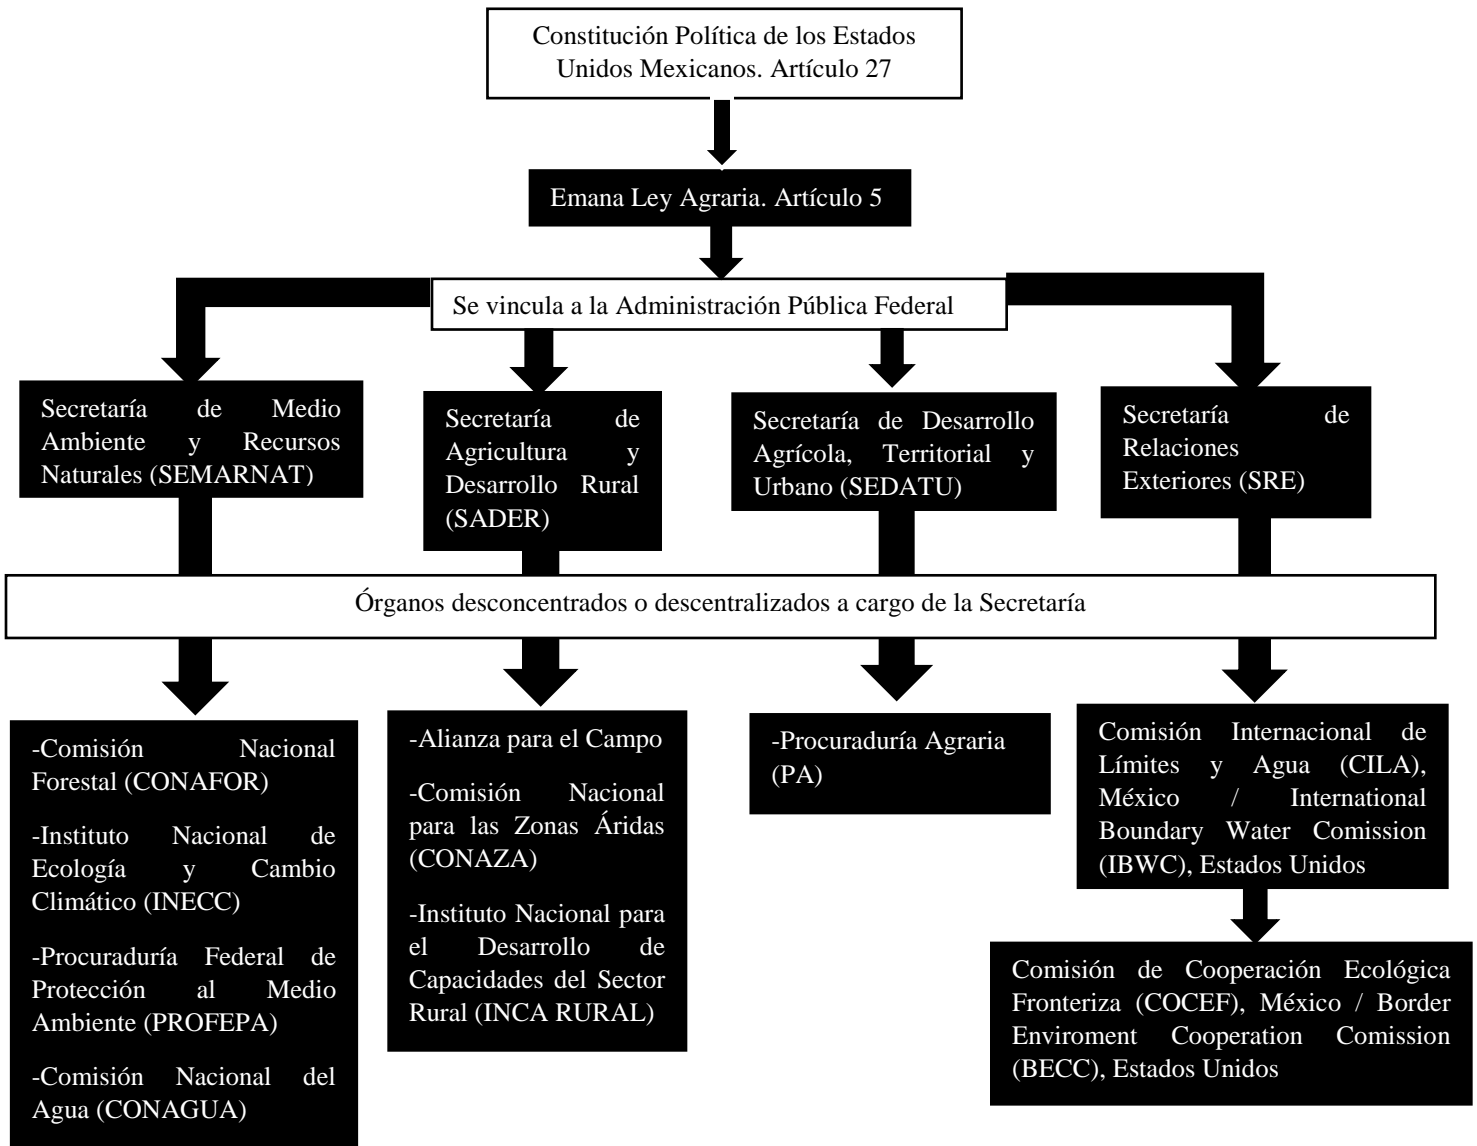 Constitución Política de los Estados
Unidos Mexicanos. Artículo 27
Emana Ley Agraria. Artículo 5
Se vincula a la Administración Pública Federal
Secretaría de Medio
Ambiente y Recursos
Naturales (SEMARNAT)
Secretaría de
Agricultura y
Desarrollo Rural
(SADER)
Secretaría de Desarrollo
Agrícola, Territorial y
Urbano (SEDATU)
Secretaría de
Relaciones
Exteriores (SRE)
Órganos desconcentrados o descentralizados a cargo de la Secretaría
-Comisión Nacional
Forestal (CONAFOR)
-Instituto Nacional de
Ecología y Cambio
Climático (INECC)
-Procuraduría Federal de
Protección al Medio
Ambiente (PROFEPA)
-Comisión Nacional del
Agua (CONAGUA)
-Alianza para el Campo
-Comisión Nacional
para las Zonas Áridas
(CONAZA)
-Instituto Nacional para
el Desarrollo de
Capacidades del Sector
Rural (INCA RURAL)
-Procuraduría Agraria
(PA)
Comisión Internacional de
Límites y Agua (CILA),
México / International
Boundary Water Comission
(IBWC), Estados Unidos
Comisión de Cooperación Ecológica
Fronteriza (COCEF), México / Border
Enviroment Cooperation Comission
(BECC), Estados Unidos